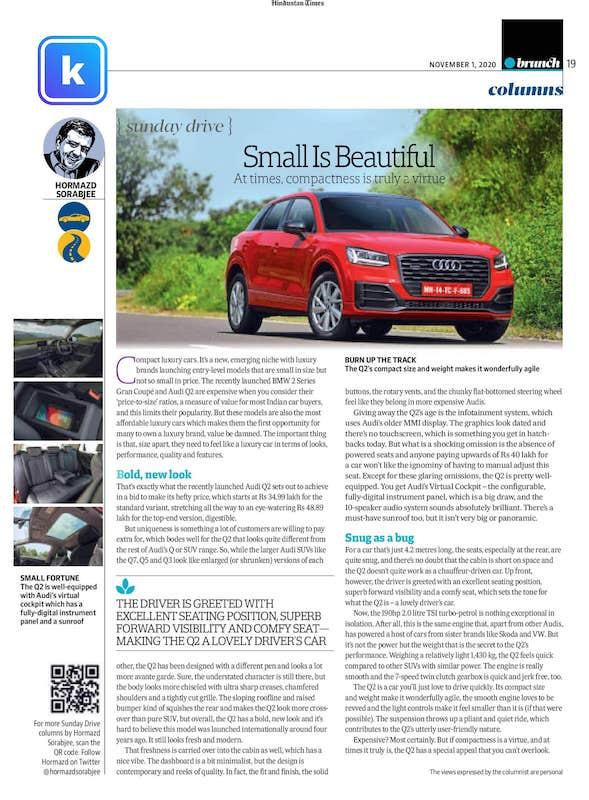 Hindustan Times
NOVEMBER 1, 2020
brunch
19
columns
k
HORMAZD
SORABJEE
{ sunday drive }
Small Is Beautiful
At times, compactness is truly a virtue
MH-14-TC-F-685
BURN UP THE TRACK
The Q2's compact size and weight makes it wonderfully agile
Compact luxury cars. It's a new, emerging niche with luxury
brands launching entry-level models that are small in size but
not so small in price. The recently launched BMW 2 Series
Gran Coupé and Audi Q2 are expensive when you consider their
'price-to-size' ratios, a measure of value for most Indian car buyers,
and this limits their popularity. But these models are also the most
affordable luxury cars which makes them the first opportunity for
many to own a luxury brand, value be damned. The important thing
is that, size apart, they need to feel like a luxury car in terms of looks,
performance, quality and features.
Bold, new look
That's exactly what the recently launched Audi Q2 sets out to achieve
in a bid to make its hefty price, which starts at Rs 34.99 lakh for the
standard variant, stretching all the way to an eye-watering Rs 48.89
lakh for the top-end version, digestible.
But uniqueness is something a lot of customers are willing to pay
extra for, which bodes well for the Q2 that looks quite different from
the rest of Audi's Q or SUV range. So, while the larger Audi SUVs like
the Q7, Q5 and Q3 look like enlarged (or shrunken) versions of each
THE DRIVER IS GREETED WITH
EXCELLENT SEATING POSITION, SUPERB
FORWARD VISIBILITY AND COMFY SEAT—
MAKING THE Q2 A LOVELY DRIVER'S CAR
other, the Q2 has been designed with a different pen and looks a lot
more avante garde. Sure, the understated character is still there, but
the body looks more chiseled with ultra sharp creases, chamfered
shoulders and a tightly cut grille. The sloping roofline and raised
bumper kind of squishes the rear and makes the Q2 look more cross-
over than pure SUV, but overall, the Q2 has a bold, new look and it's
hard to believe this model was launched internationally around four
years ago. It still looks fresh and modern.
That freshness is carried over into the cabin as well, which has a
nice vibe. The dashboard is a bit minimalist, but the design is
contemporary and reeks of quality. In fact, the fit and finish, the solid
buttons, the rotary vents, and the chunky flat-bottomed steering wheel
feel like they belong in more expensive Audis.
Giving away the Q2's age is the infotainment system, which
uses Audi's older MMI display. The graphics look dated and
there's no touchscreen, which is something you get in hatch-
backs today. But what is a shocking omission is the absence of
powered seats and anyone paying upwards of Rs 40 lakh for
a car won't like the ignominy of having to manual adjust this
seat. Except for these glaring omissions, the Q2 is pretty well-
equipped. You get Audi's Virtual Cockpit – the configurable,
fully-digital instrument panel, which is a big draw, and the
10-speaker audio system sounds absolutely brilliant. There's a
must-have sunroof too, but it isn't very big or panoramic.
Snug as a bug
For a car that's just 4.2 metres long, the seats, especially at the rear, are
quite snug, and there's no doubt that the cabin is short on space and
the Q2 doesn't quite work as a chauffeur-driven car. Up front,
however, the driver is greeted with an excellent seating position,
superb forward visibility and a comfy seat, which sets the tone for
what the Q2 is – a lovely driver's car.
Now, the 190hp 2.0 litre TSI turbo-petrol is nothing exceptional in
isolation. After all, this is the same engine that, apart from other Audis,
has powered a host of cars from sister brands like Skoda and VW. But
it's not the power but the weight that is the secret to the Q2's
performance. Weighing a relatively light 1,430 kg, the Q2 feels quick
compared to other SUVs with similar power. The engine is really
smooth and the 7-speed twin clutch gearbox is quick and jerk free, too.
The Q2 is a car you'll just love to drive quickly. Its compact size
and weight make it wonderfully agile, the smooth engine loves to be
revved and the light controls make it feel smaller than it is (if that were
possible). The suspension throws up a pliant and quiet ride, which
contributes to the Q2's utterly user-friendly nature.
Expensive? Most certainly. But if compactness is a virtue, and at
times it truly is, the Q2 has a special appeal that you can't overlook.
SMALL FORTUNE
The Q2 is well-equipped
with Audi's virtual
cockpit which has a
fully-digital instrument
panel and a sunroof
For more Sunday Drive
columns by Hormazd
Sorabjee, scan the
QR code. Follow
Hormazd on Twitter
@hormazdsorabjee
The views expressed by the columnist are personal